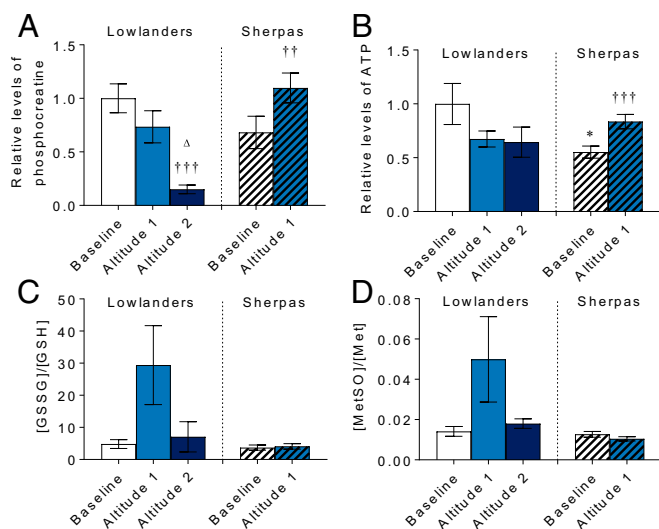 A
Lowlanders
Sherpas
Relative levels of
phosphocreatine
1.5
1.0
0.5
0.0
Δ
†††
††
Baseline
Altitude 1
Altitude 2
Baseline
Altitude 1
B
Lowlanders
Sherpas
Relative levels of ATP
1.5
1.0
0.5
0.0
*
†††
Baseline
Altitude 1
Altitude 2
Baseline
Altitude 1
C
Lowlanders
Sherpas
[GSSG]/[GSH]
50
40
30
20
10
0
Baseline
Altitude 1
Altitude 2
Baseline
Altitude 1
D
Lowlanders
Sherpas
[MetSO]/[Met]
0.08
0.06
0.04
0.02
0.00
Baseline
Altitude 1
Altitude 2
Baseline
Altitude 1